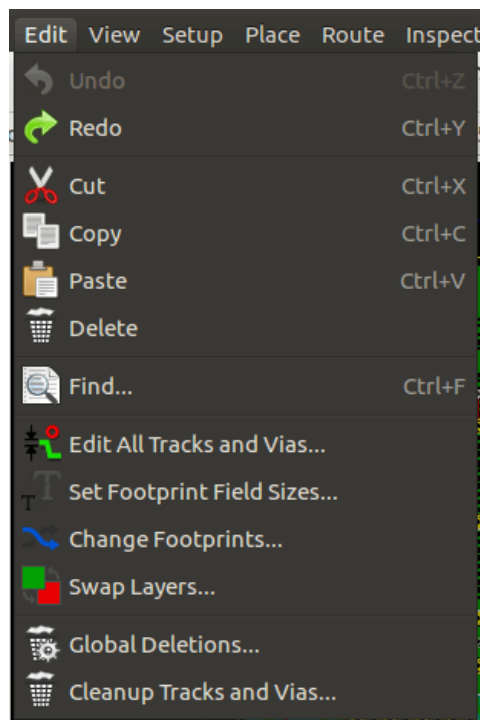 Edit View Setup Place Route Inspect
Undo Ctrl+Z
Redo Ctrl+Y
Cut Ctrl+X
Copy Ctrl+C
Paste Ctrl+V
Delete
Find... Ctrl+F
Edit All Tracks and Vias...
Set Footprint Field Sizes...
Change Footprints...
Swap Layers...
Global Deletions...
Cleanup Tracks and Vias...